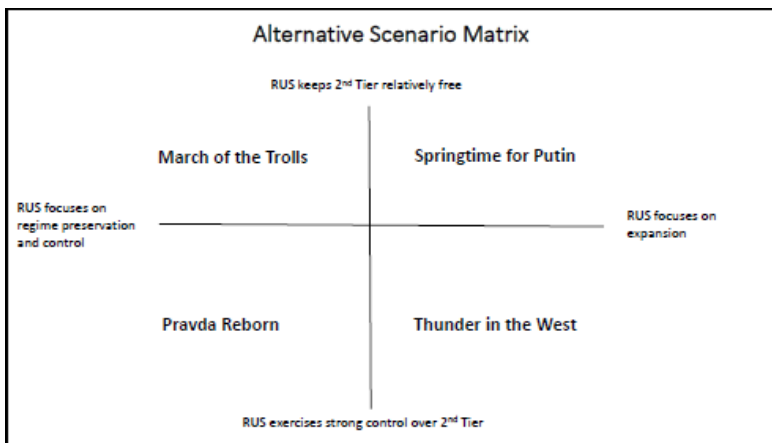 Alternative Scenario Matrix
RUS keeps 2nd Tier relatively free
March of the Trolls
Springtime for Putin
RUS focuses on
regime preservation
and control
RUS focuses on
expansion
Pravda Reborn
Thunder in the West
RUS exercises strong control over 2nd Tier